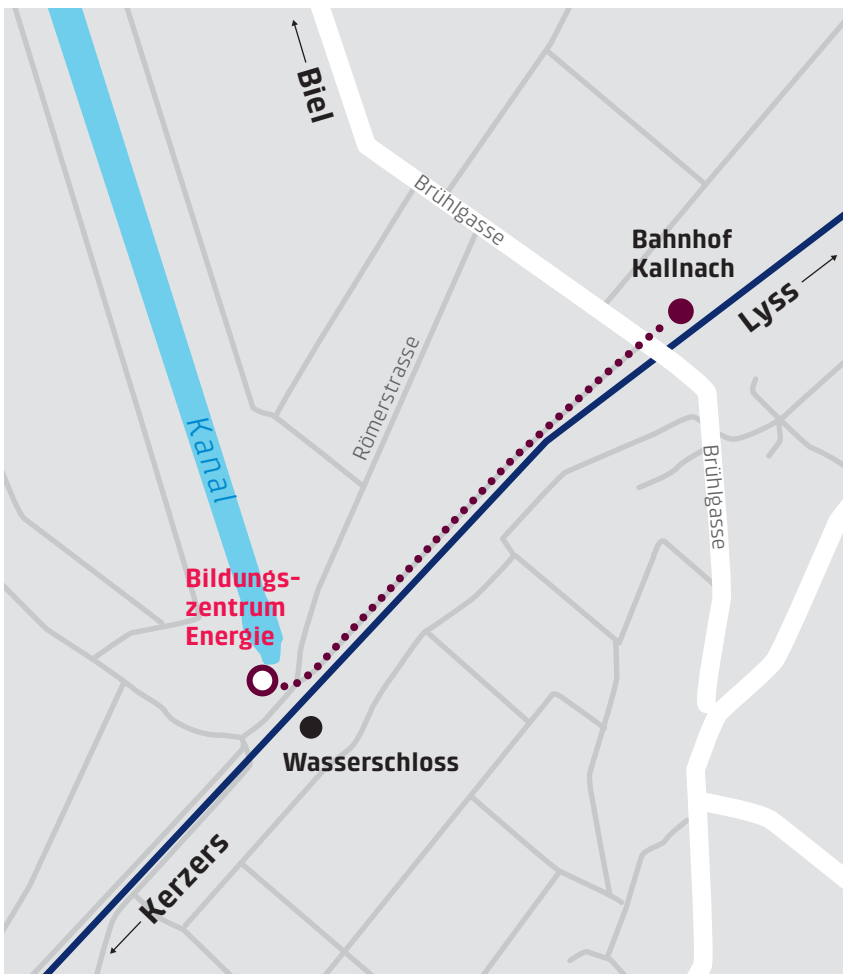 Biel
Brühlgasse
Bahnhof
Kallnach
Lyss
Römerstrasse
Kanal
Brühlgasse
Bildungs-
zentrum
Energie
Wasserschloss
Kerzers